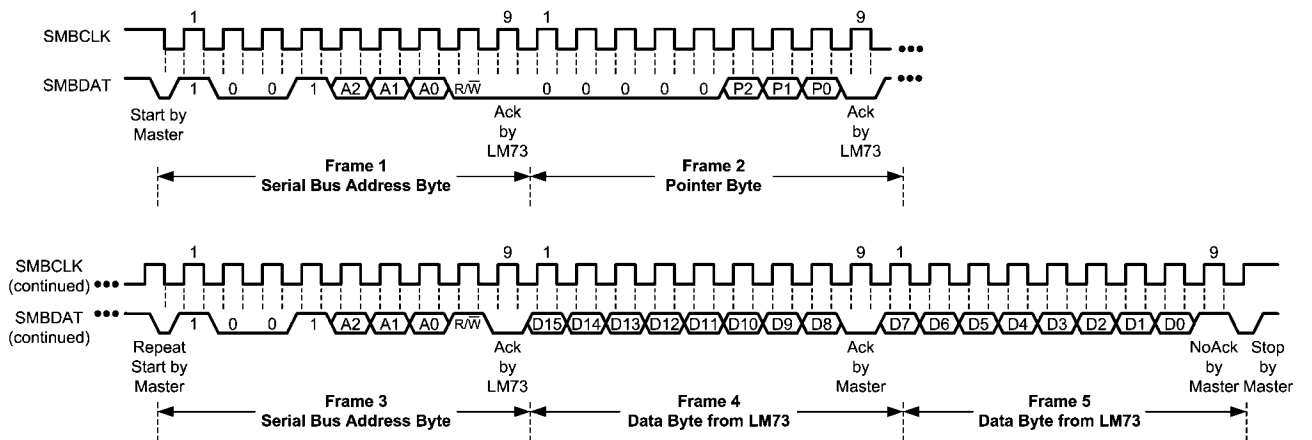 1 9 1 9
SMBCLK
SMBDAT 1 0 0 1 A2 A1 A0 R/W̅ 0 0 0 0 0 P2 P1 P0
Start by
Master
Ack
by
LM73
Ack
by
LM73
Frame 1
Serial Bus Address Byte
Frame 2
Pointer Byte
1 9 1 9 1 9
SMBCLK
(continued)
SMBDAT
(continued)
1 0 0 1 A2 A1 A0 R/W̅ D15 D14 D13 D12 D11 D10 D9 D8 D7 D6 D5 D4 D3 D2 D1 D0
Repeat
Start by
Master
Ack
by
LM73
Ack
by
Master
NoAck
by
Master
Stop
by
Master
Frame 3
Serial Bus Address Byte
Frame 4
Data Byte from LM73
Frame 5
Data Byte from LM73